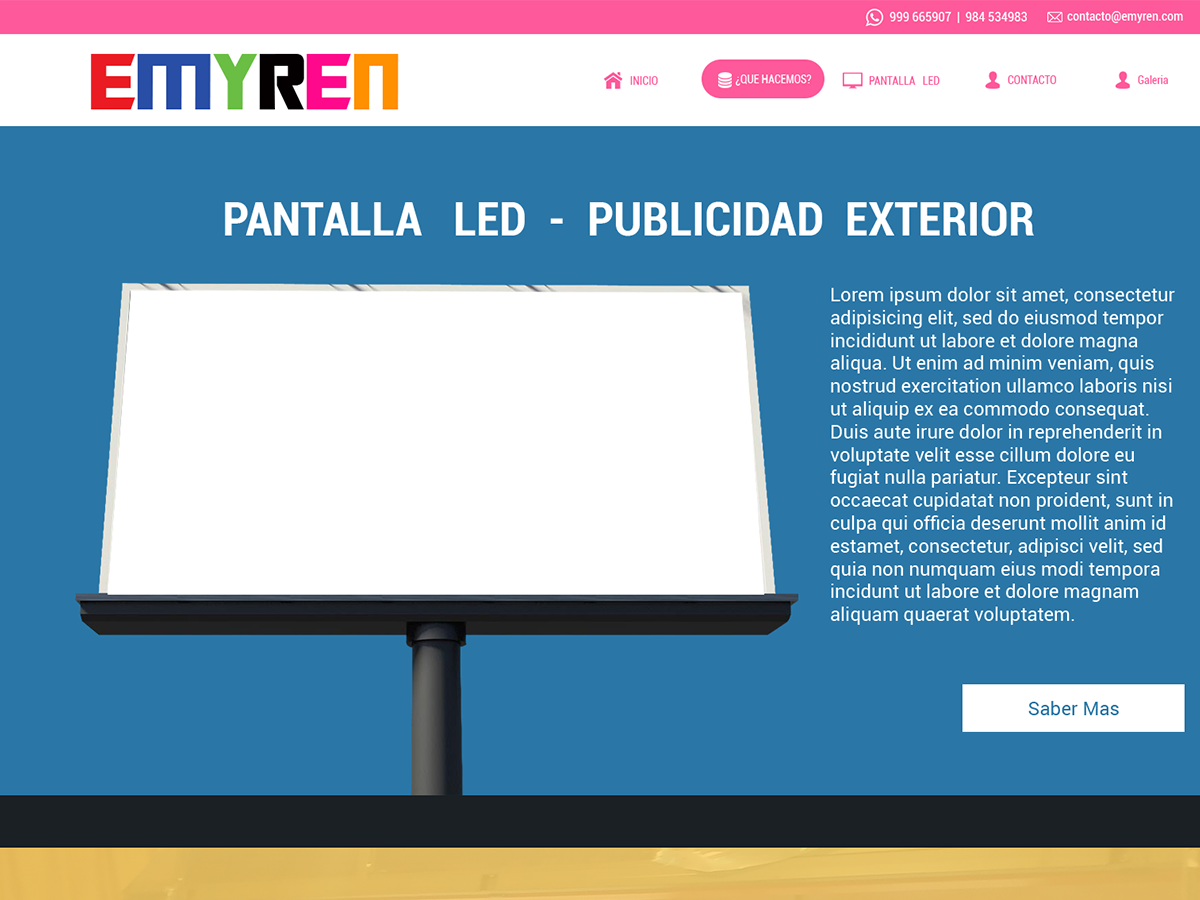 999 665907 | 984 534983 contacto@emyren.com
EMYREN
INICIO
¿QUE HACEMOS?
PANTALLA LED
CONTACTO
Galeria
PANTALLA LED - PUBLICIDAD EXTERIOR
Lorem ipsum dolor sit amet, consectetur
adipisicing elit, sed do eiusmod tempor
incididunt ut labore et dolore magna
aliqua. Ut enim ad minim veniam, quis
nostrud exercitation ullamco laboris nisi
ut aliquip ex ea commodo consequat.
Duis aute irure dolor in reprehenderit in
voluptate velit esse cillum dolore eu
fugiat nulla pariatur. Excepteur sint
occaecat cupidatat non proident, sunt in
culpa qui officia deserunt mollit anim id
estamet, consectetur, adipisci velit, sed
quia non numquam eius modi tempora
incidunt ut labore et dolore magnam
aliquam quaerat voluptatem.
Saber Mas